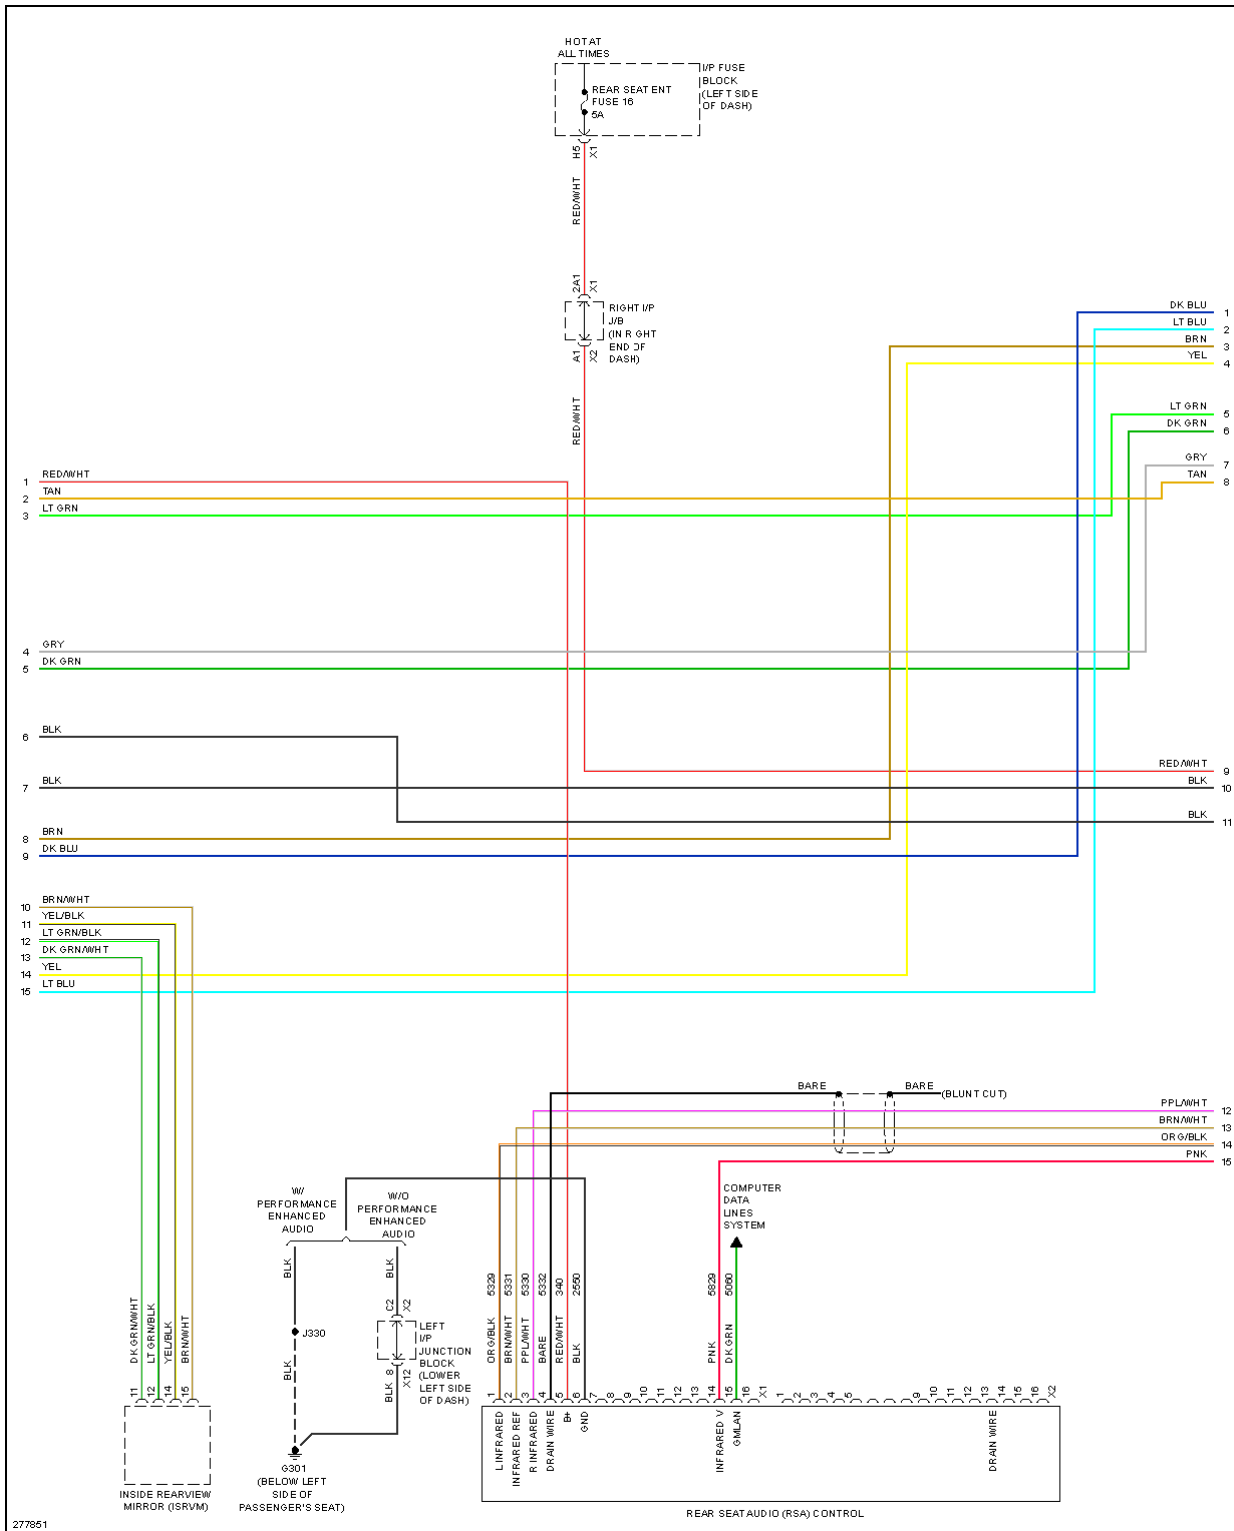 HOT AT
ALL TIMES
I/P FUSE
BLOCK
(LEFT SIDE
OF DASH)
REAR SEAT ENT
FUSE 16
5A
H5
X1
RED/WHT
2A1
X1
RIGHT I/P
J/B
(IN RIGHT
END OF
DASH)
A1
X2
RED/WHT
DK BLU 1
LT BLU 2
BRN 3
YEL 4
LT GRN 5
DK GRN 6
GRY 7
TAN 8
1 RED/WHT
2 TAN
3 LT GRN
4 GRY
5 DK GRN
6 BLK
7 BLK
RED/WHT 9
BLK 10
BLK 11
8 BRN
9 DK BLU
10 BRN/WHT
11 YEL/BLK
12 LT GRN/BLK
13 DK GRN/WHT
14 YEL
15 LT BLU
BARE
BARE
(BLUNT CUT)
PPL/WHT 12
BRN/WHT 13
ORG/BLK 14
PNK 15
W/
PERFORMANCE
ENHANCED
AUDIO
W/O
PERFORMANCE
ENHANCED
AUDIO
COMPUTER
DATA
LINES
SYSTEM
BLK
BLK
C2
X2
J330
LEFT
I/P
JUNCTION
BLOCK
(LOWER
LEFT SIDE
OF DASH)
BLK
BLK
8
X12
G301
(BELOW LEFT
SIDE OF
PASSENGER'S SEAT)
DK GRN/WHT
LT GRN/BLK
YEL/BLK
BRN/WHT
11 12 14 15
INSIDE REARVIEW
MIRROR (ISRVM)
5329 5331 5330 5332 340 2550 5829 5060
ORG/BLK
BRN/WHT
PPL/WHT
BARE
RED/WHT
BLK
PNK
DK GRN
1 2 3 4 5 6 7 8 9 10 11 12 13 14 15 16 X1
1 2 3 4 5 9 10 11 12 13 14 15 16 X2
L INFRARED
INFRARED REF
R INFRARED
DRAIN WIRE
B+
GND
INFRARED V
GMLAN
DRAIN WIRE
REAR SEAT AUDIO (RSA) CONTROL
277851